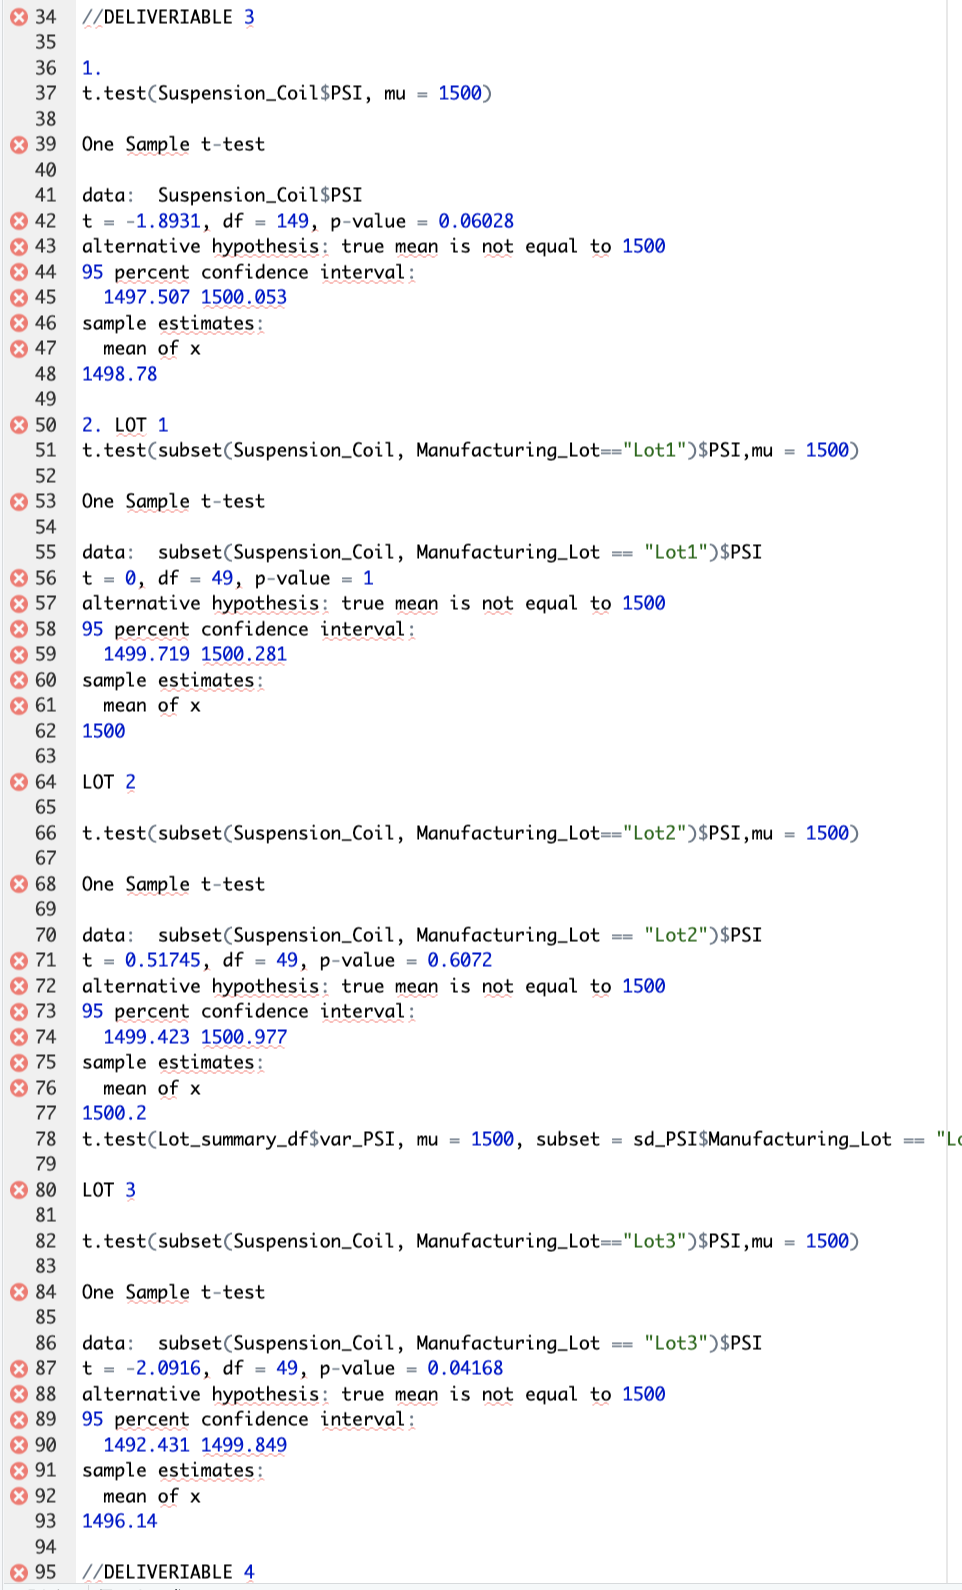 34 //DELIVERIABLE 3
35
36 1.
37 t.test(Suspension_Coil$PSI, mu = 1500)
38
39 One Sample t-test
40
41 data:  Suspension_Coil$PSI
42 t = -1.8931, df = 149, p-value = 0.06028
43 alternative hypothesis: true mean is not equal to 1500
44 95 percent confidence interval:
45   1497.507 1500.053
46 sample estimates:
47   mean of x
48 1498.78
49
50 2. LOT 1
51 t.test(subset(Suspension_Coil, Manufacturing_Lot=="Lot1")$PSI,mu = 1500)
52
53 One Sample t-test
54
55 data:  subset(Suspension_Coil, Manufacturing_Lot == "Lot1")$PSI
56 t = 0, df = 49, p-value = 1
57 alternative hypothesis: true mean is not equal to 1500
58 95 percent confidence interval:
59   1499.719 1500.281
60 sample estimates:
61   mean of x
62 1500
63
64 LOT 2
65
66 t.test(subset(Suspension_Coil, Manufacturing_Lot=="Lot2")$PSI,mu = 1500)
67
68 One Sample t-test
69
70 data:  subset(Suspension_Coil, Manufacturing_Lot == "Lot2")$PSI
71 t = 0.51745, df = 49, p-value = 0.6072
72 alternative hypothesis: true mean is not equal to 1500
73 95 percent confidence interval:
74   1499.423 1500.977
75 sample estimates:
76   mean of x
77 1500.2
78 t.test(Lot_summary_df$var_PSI, mu = 1500, subset = sd_PSI$Manufacturing_Lot == "L
79
80 LOT 3
81
82 t.test(subset(Suspension_Coil, Manufacturing_Lot=="Lot3")$PSI,mu = 1500)
83
84 One Sample t-test
85
86 data:  subset(Suspension_Coil, Manufacturing_Lot == "Lot3")$PSI
87 t = -2.0916, df = 49, p-value = 0.04168
88 alternative hypothesis: true mean is not equal to 1500
89 95 percent confidence interval:
90   1492.431 1499.849
91 sample estimates:
92   mean of x
93 1496.14
94
95 //DELIVERIABLE 4